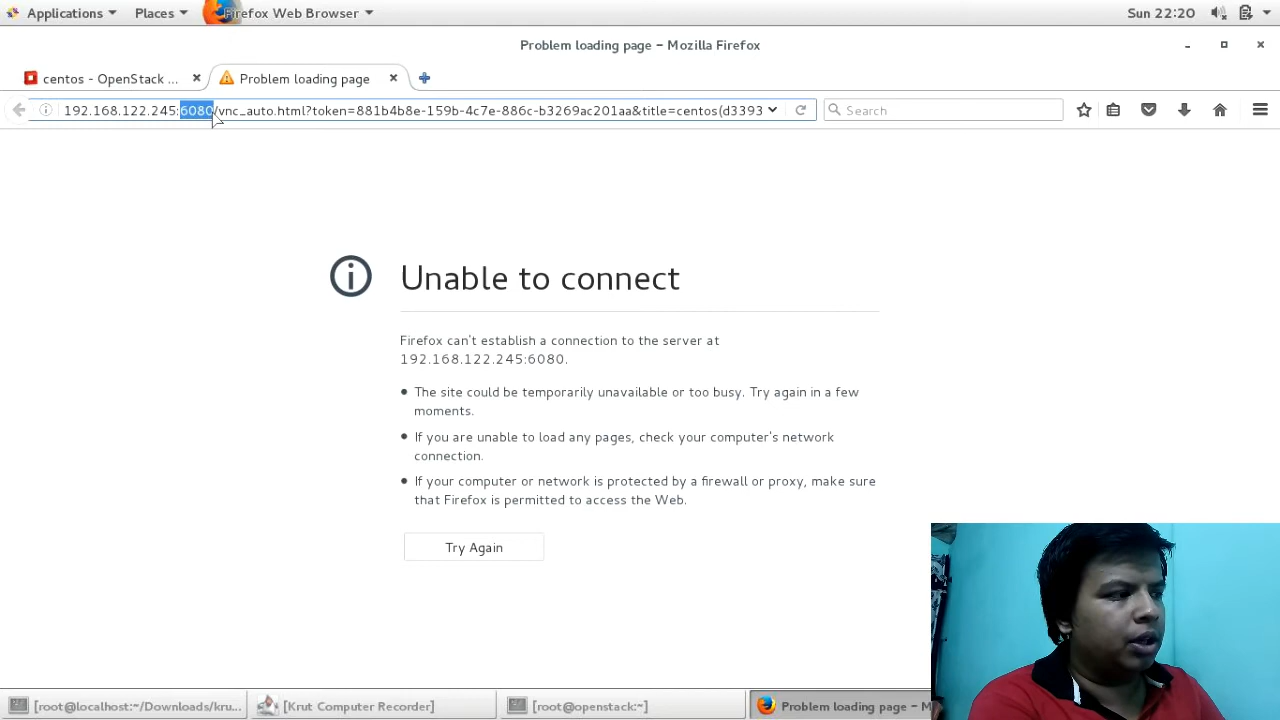 Applications Places Firefox Web Browser Sun 22:20
Problem loading page – Mozilla Firefox
centos - OpenStack ... Problem loading page
192.168.122.245:6080/vnc_auto.html?token=881b4b8e-159b-4c7e-886c-b3269ac201aa&title=centos(d3393 Search
Unable to connect
Firefox can't establish a connection to the server at
192.168.122.245:6080.
The site could be temporarily unavailable or too busy. Try again in a few
moments.
If you are unable to load any pages, check your computer's network
connection.
If your computer or network is protected by a firewall or proxy, make sure
that Firefox is permitted to access the Web.
Try Again
[root@localhost:~/Downloads/kru... [Krut Computer Recorder] [root@openstack:~] Problem loading page – M